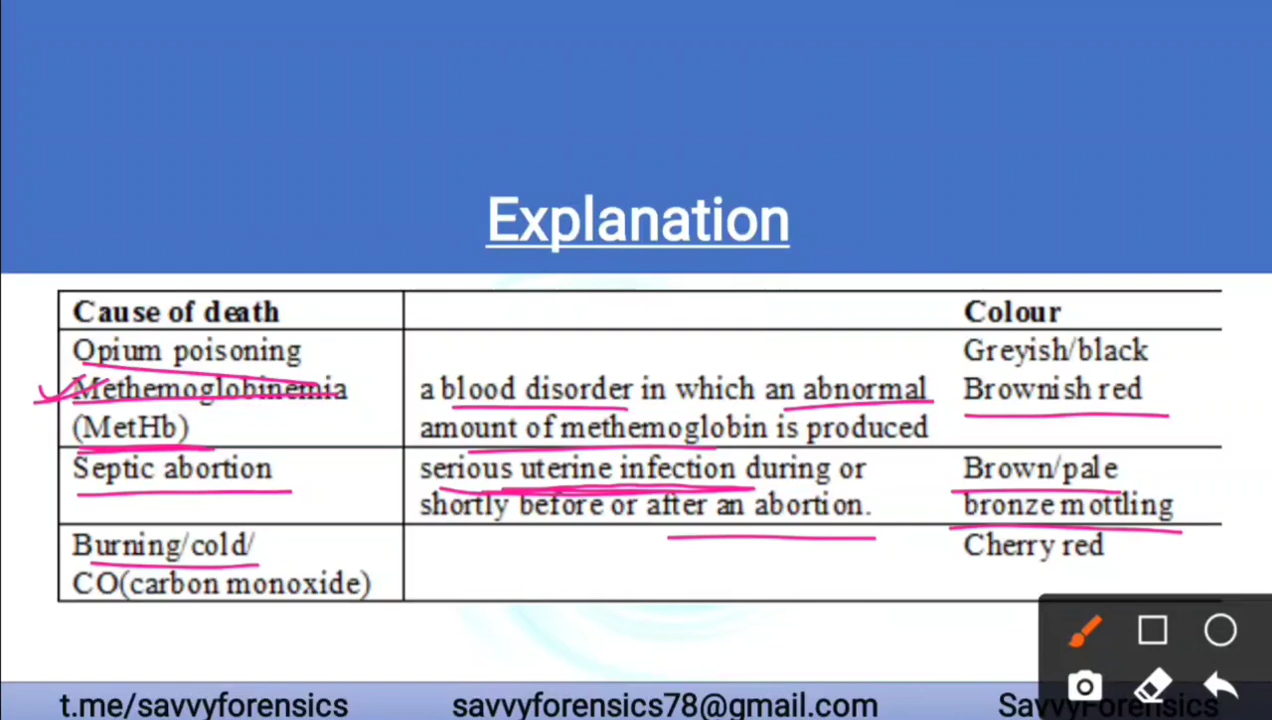 Explanation
Cause of death Colour
Opium poisoning Greyish/black
Methemoglobinemia a blood disorder in which an abnormal Brownish red
(MetHb) amount of methemoglobin is produced
Septic abortion serious uterine infection during or Brown/pale
shortly before or after an abortion. bronze mottling
Burning/cold/ Cherry red
CO(carbon monoxide)
t.me/savvyforensics savvyforensics78@gmail.com SavvyForensics